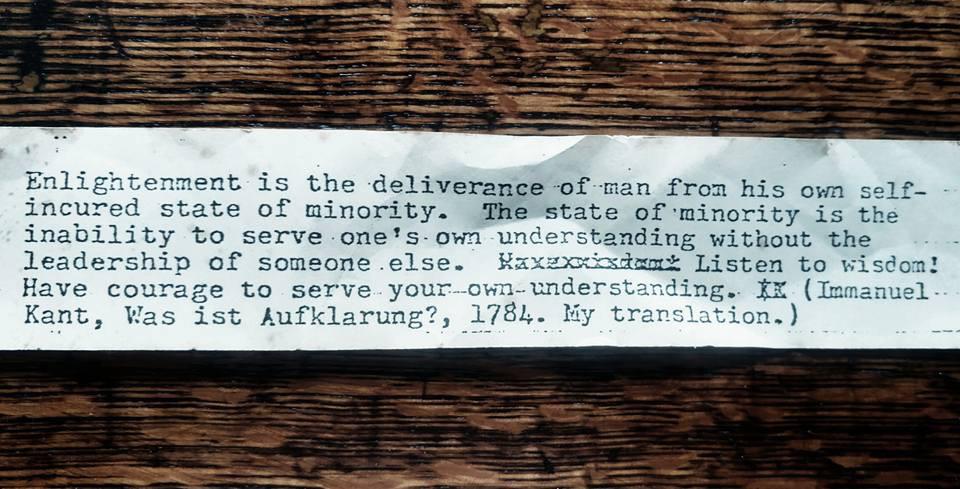 Enlightenment is the deliverance of man from his own self-
incured state of minority. The state of minority is the
inability to serve one's own understanding without the
leadership of someone else. Listen to wisdom!
Have courage to serve your own understanding. (Immanuel
Kant, Was ist Aufklarung?, 1784. My translation.)